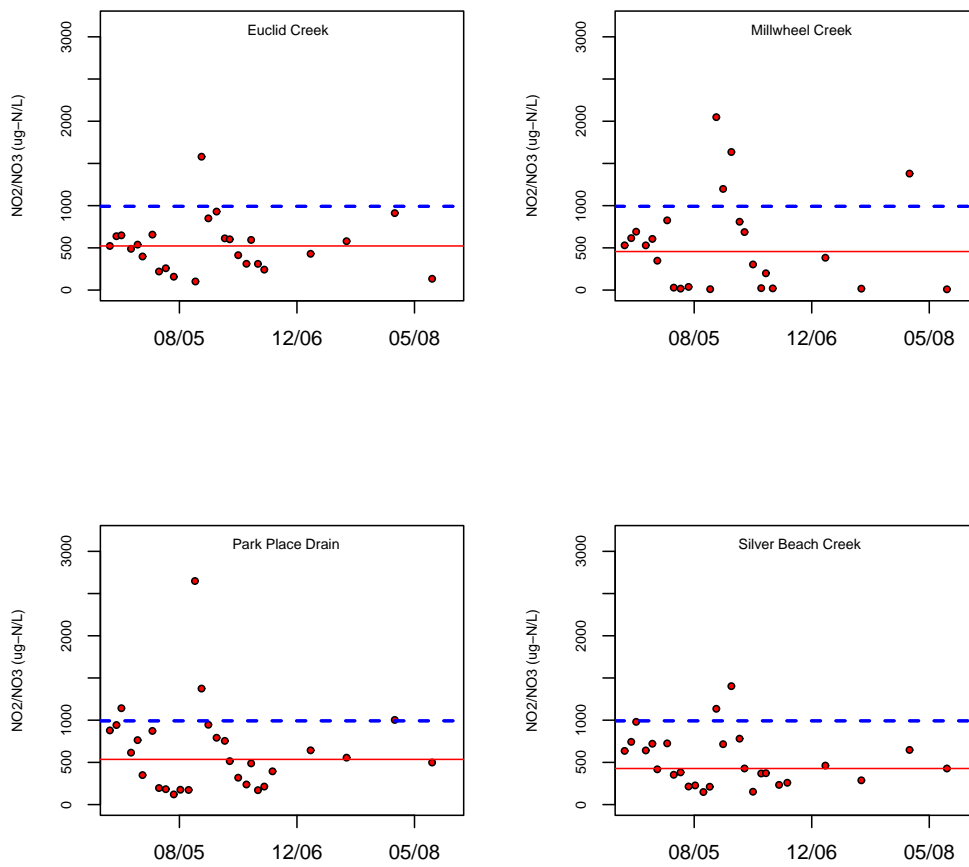 Euclid Creek
NO2/NO3 (ug−N/L)
3000
2000
1000
500
0
08/05 12/06 05/08
Millwheel Creek
NO2/NO3 (ug−N/L)
3000
2000
1000
500
0
08/05 12/06 05/08
Park Place Drain
NO2/NO3 (ug−N/L)
3000
2000
1000
500
0
08/05 12/06 05/08
Silver Beach Creek
NO2/NO3 (ug−N/L)
3000
2000
1000
500
0
08/05 12/06 05/08